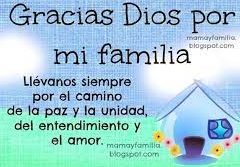 Gracias Dios por
mamayfamilia.
blogspot.com
mi familia
Llévanos siempre
por el camino
de la paz y la unidad,
del entendimiento y
el amor.
mamayfamilia.
blogspot.com